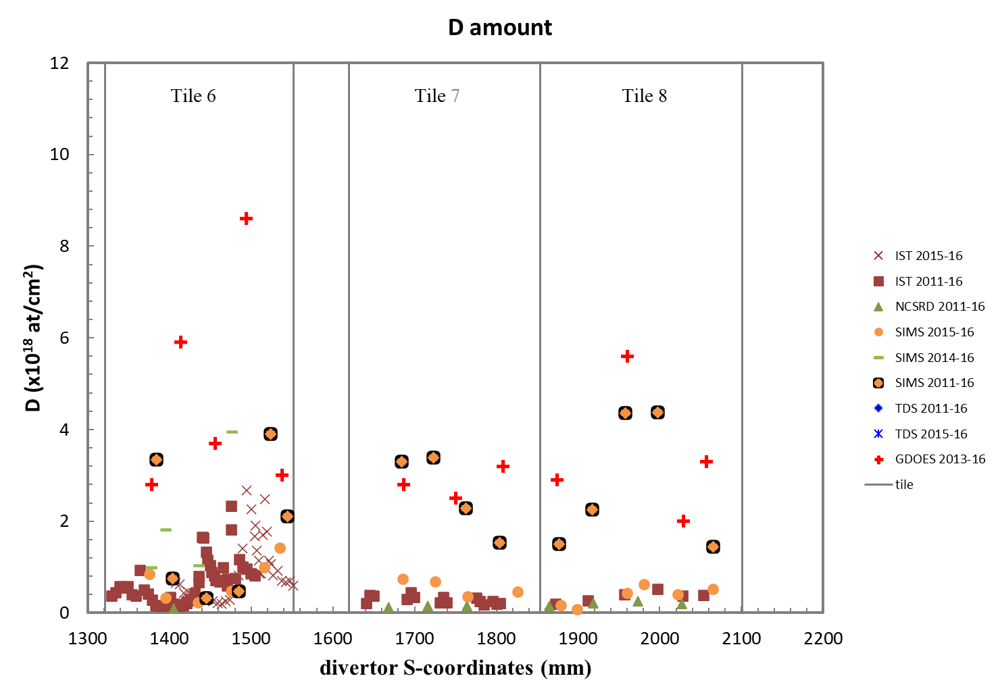 D amount
12
10
8
6
4
2
0
D (x10¹⁸ at/cm²)
Tile 6
Tile 7
Tile 8
1300 1400 1500 1600 1700 1800 1900 2000 2100 2200
divertor S-coordinates (mm)
IST 2015-16
IST 2011-16
NCSRD 2011-16
SIMS 2015-16
SIMS 2014-16
SIMS 2011-16
TDS 2011-16
TDS 2015-16
GDOES 2013-16
tile